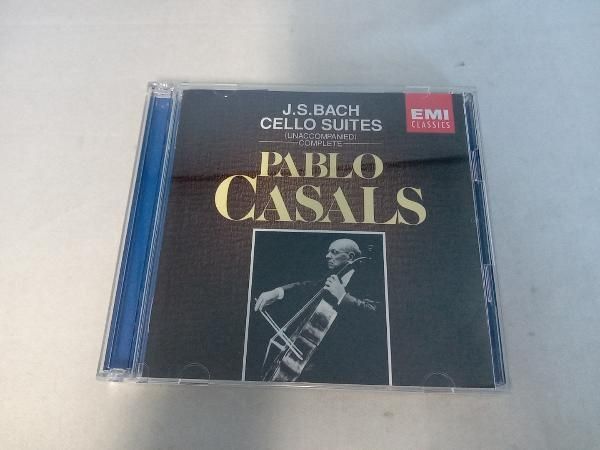 J.S.BACH
CELLO SUITES
(UNACCOMPANIED)
COMPLETE
PABLO
CASALS
EMI
CLASSICS